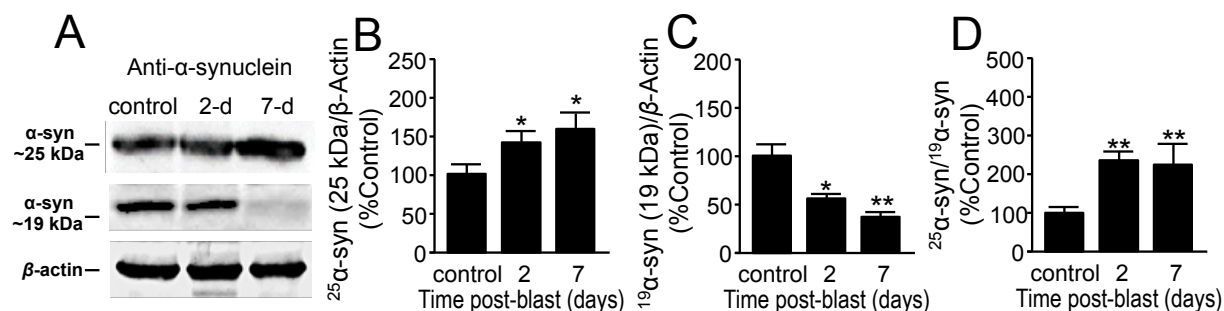 A
Anti-α-synuclein
control 2-d 7-d
α-syn
~25 kDa
α-syn
~19 kDa
β-actin
B
²⁵α-syn (25 kDa/β-Actin
(%Control)
250
200
150
100
50
0
* *
control 2 7
Time post-blast (days)
C
¹⁹α-syn (19 kDa)/β-Actin
(%Control)
200
150
100
50
0
* **
control 2 7
Time post-blast (days)
D
²⁵α-syn/¹⁹α-syn
(%Control)
500
400
300
200
100
0
** **
control 2 7
Time post-blast (days)